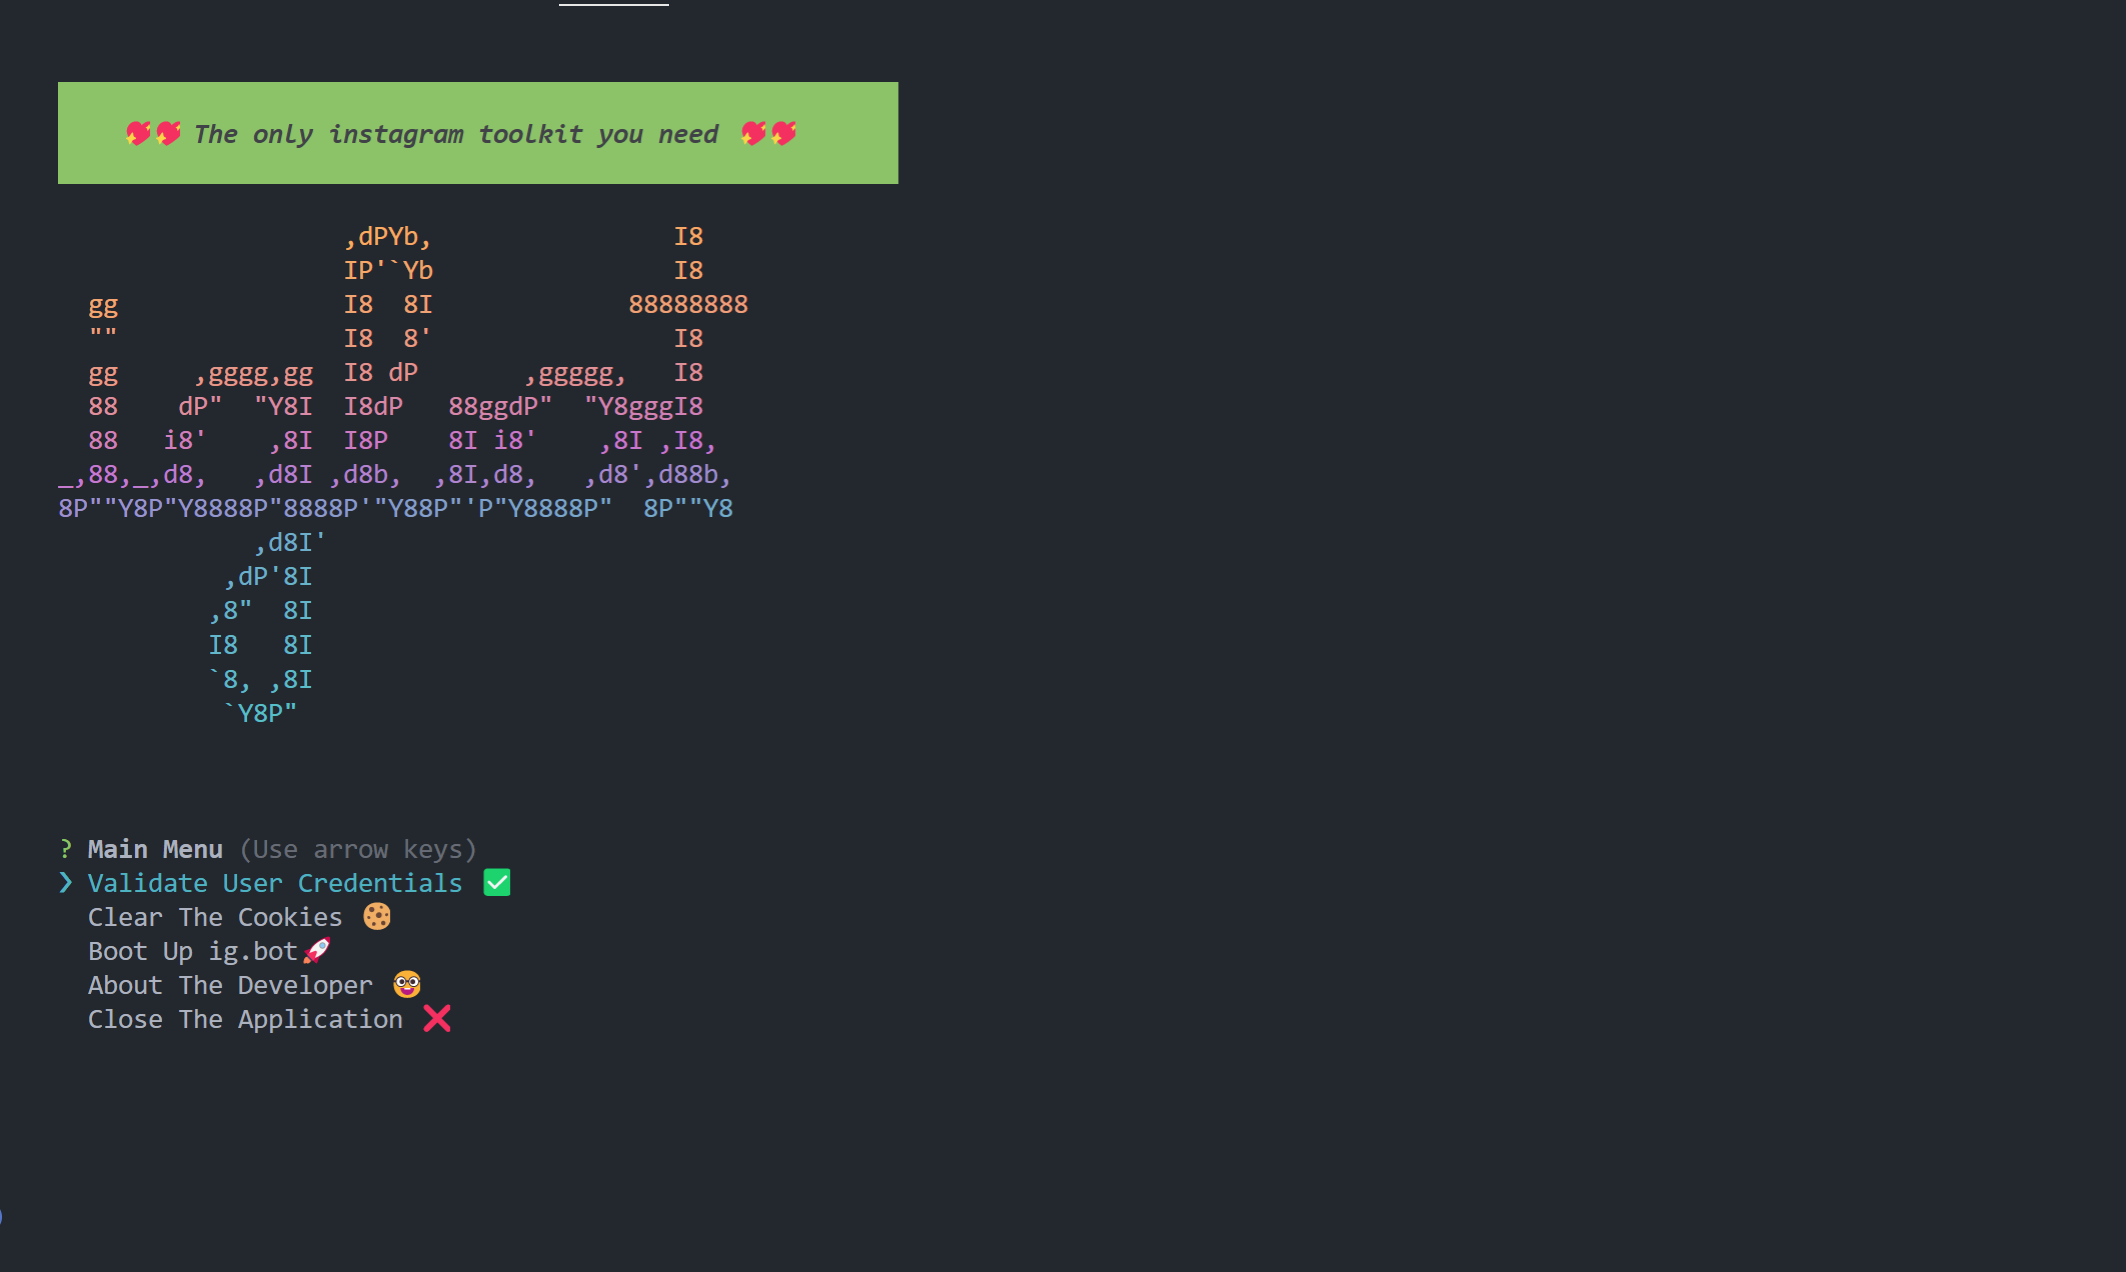 💖💖 The only instagram toolkit you need 💖💖
                   ,dPYb,                I8
                   IP'`Yb                I8
  gg               I8  8I             88888888
  ""               I8  8'                I8
  gg     ,gggg,gg  I8 dP       ,ggggg,   I8
  88    dP"  "Y8I  I8dP   88ggdP"  "Y8gggI8
  88   i8'    ,8I  I8P    8I i8'    ,8I ,I8,
_,88,_,d8,   ,d8I ,d8b,  ,8I,d8,   ,d8',d88b,
8P""Y8P"Y8888P"8888P'"Y88P"'P"Y8888P"  8P""Y8
             ,d8I'
           ,dP'8I
          ,8"  8I
          I8   8I
          `8, ,8I
           `Y8P"
? Main Menu (Use arrow keys)
❯ Validate User Credentials ✅
  Clear The Cookies 🍪
  Boot Up ig.bot🚀
  About The Developer 🤓
  Close The Application ❌